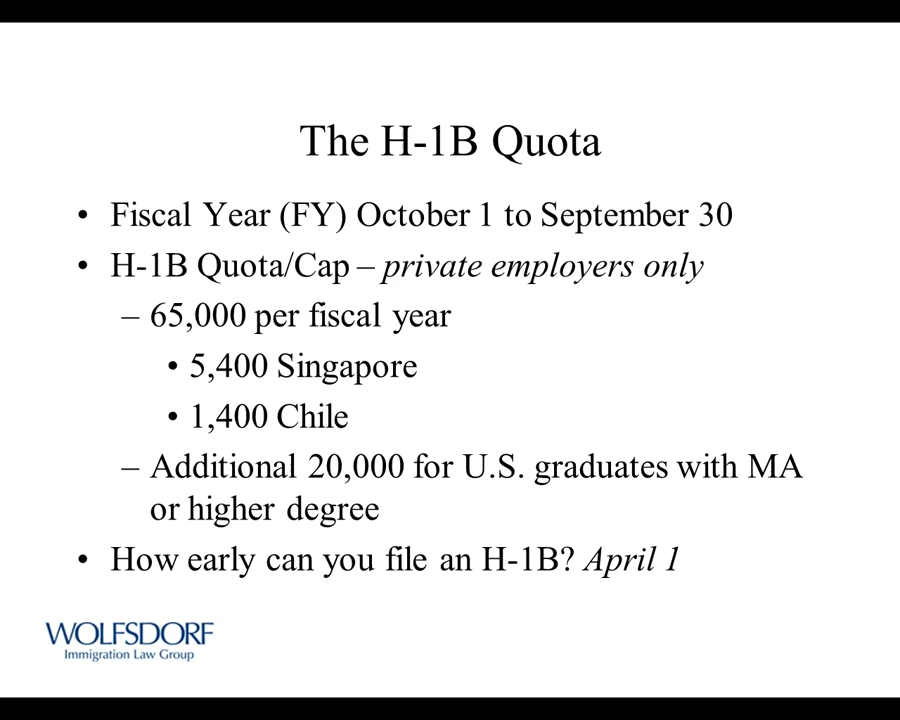 The H-1B Quota
• Fiscal Year (FY) October 1 to September 30
• H-1B Quota/Cap – private employers only
– 65,000 per fiscal year
• 5,400 Singapore
• 1,400 Chile
– Additional 20,000 for U.S. graduates with MA
or higher degree
• How early can you file an H-1B? April 1
WOLFSDORF
Immigration Law Group